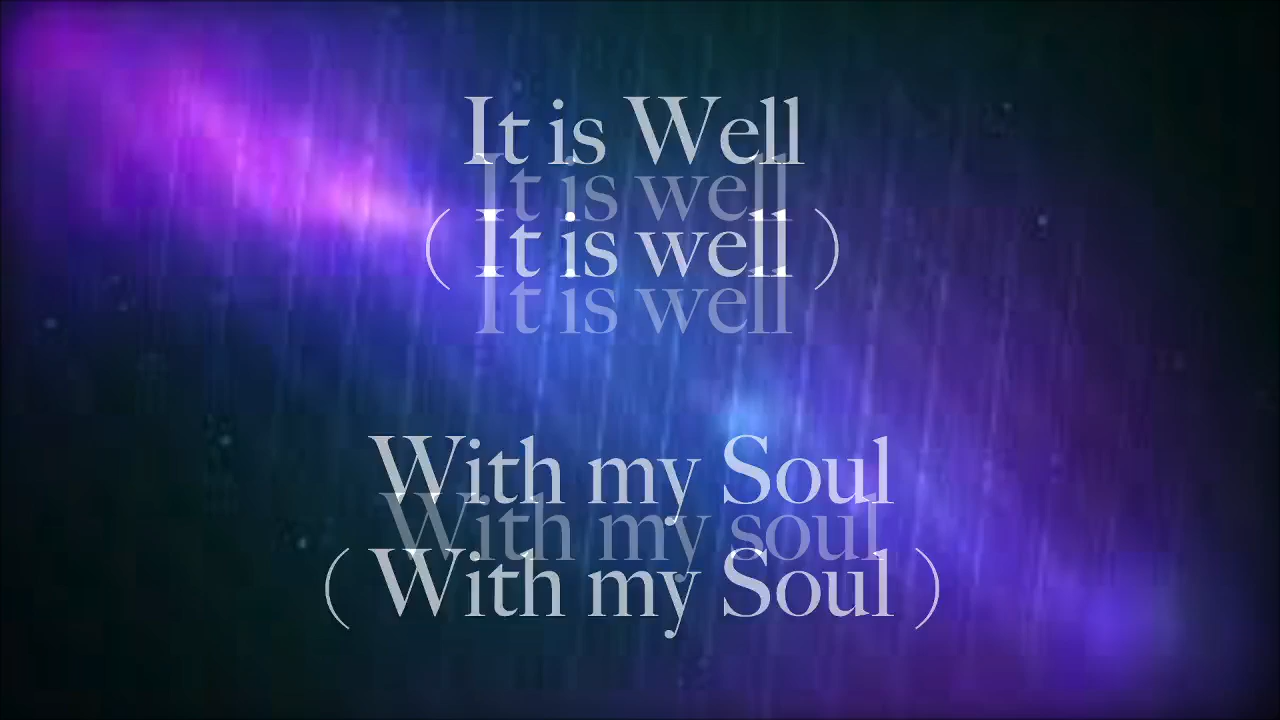 It is Well
It is well
( It is well )
It is well
With my Soul
With my soul
( With my Soul )